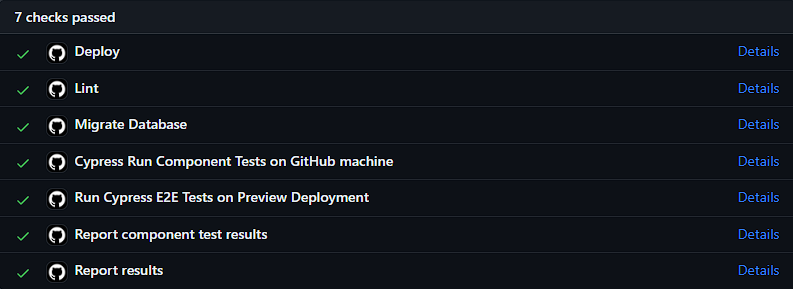 7 checks passed
Deploy Details
Lint Details
Migrate Database Details
Cypress Run Component Tests on GitHub machine Details
Run Cypress E2E Tests on Preview Deployment Details
Report component test results Details
Report results Details